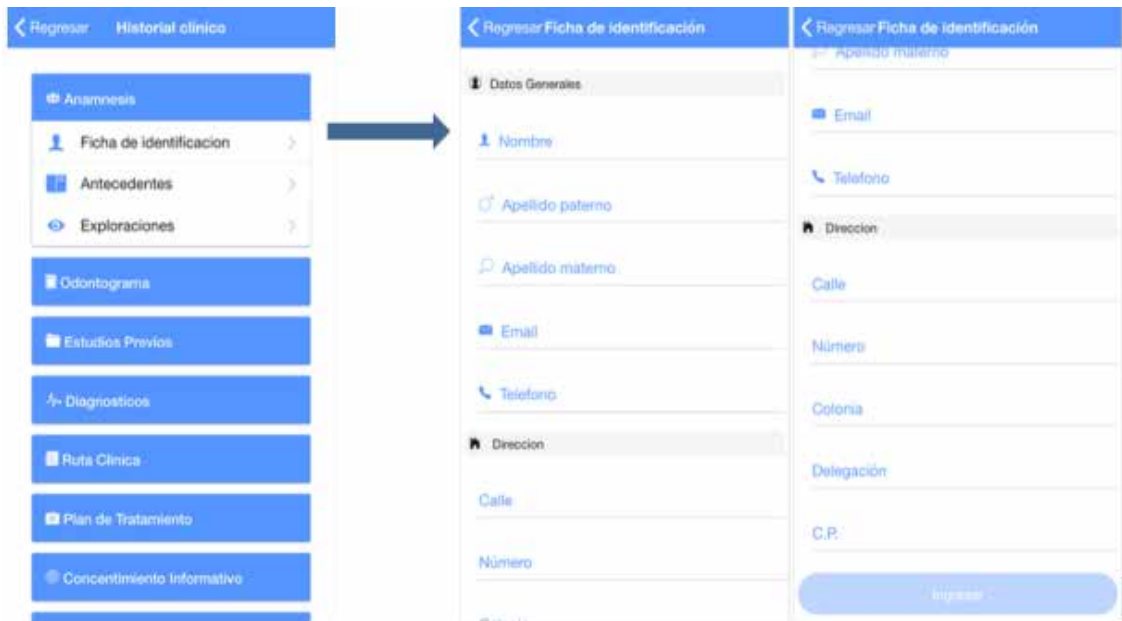 Regresar Historial clínico
Anamnesis
Ficha de identificacion
Antecedentes
Exploraciones
Odontograma
Estudios Previos
Diagnosticos
Ruta Clinica
Plan de Tratamiento
Concentimiento Informativo
Regresar Ficha de identificación
Datos Generales
Nombre
Apellido paterno
Apellido materno
Email
Telefono
Direccion
Calle
Número
Regresar Ficha de identificación
Apellido materno
Email
Telefono
Direccion
Calle
Número
Colonia
Delegación
C.P.
Ingresar